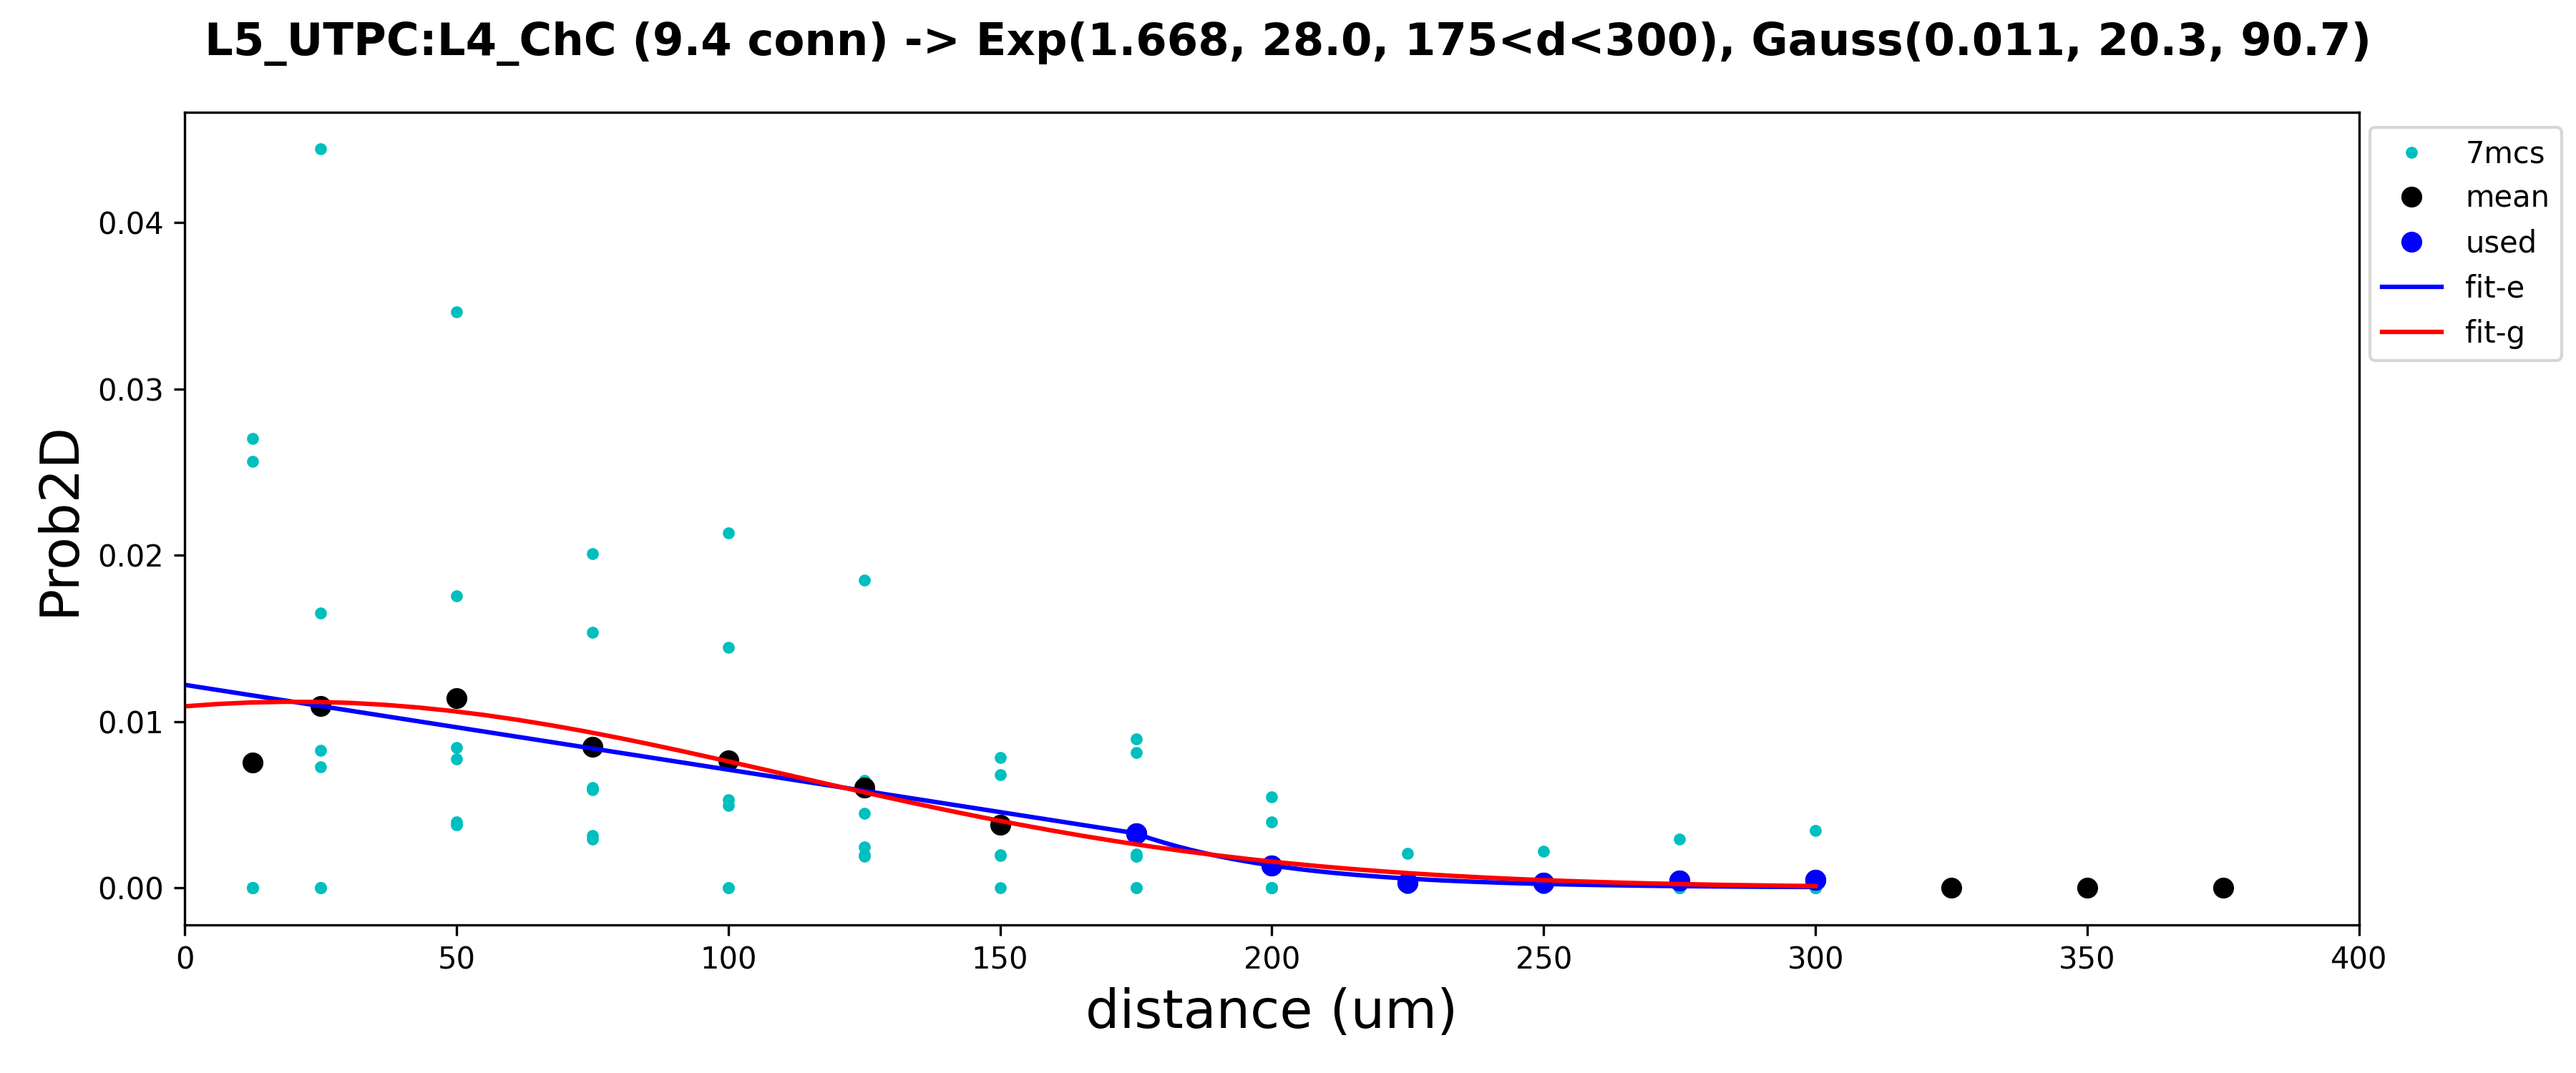 L5_UTPC:L4_ChC (9.4 conn) -> Exp(1.668, 28.0, 175<d<300), Gauss(0.011, 20.3, 90.7)
7mcs
mean
used
fit-e
fit-g
Prob2D
0.04
0.03
0.02
0.01
0.00
0 50 100 150 200 250 300 350 400
distance (um)